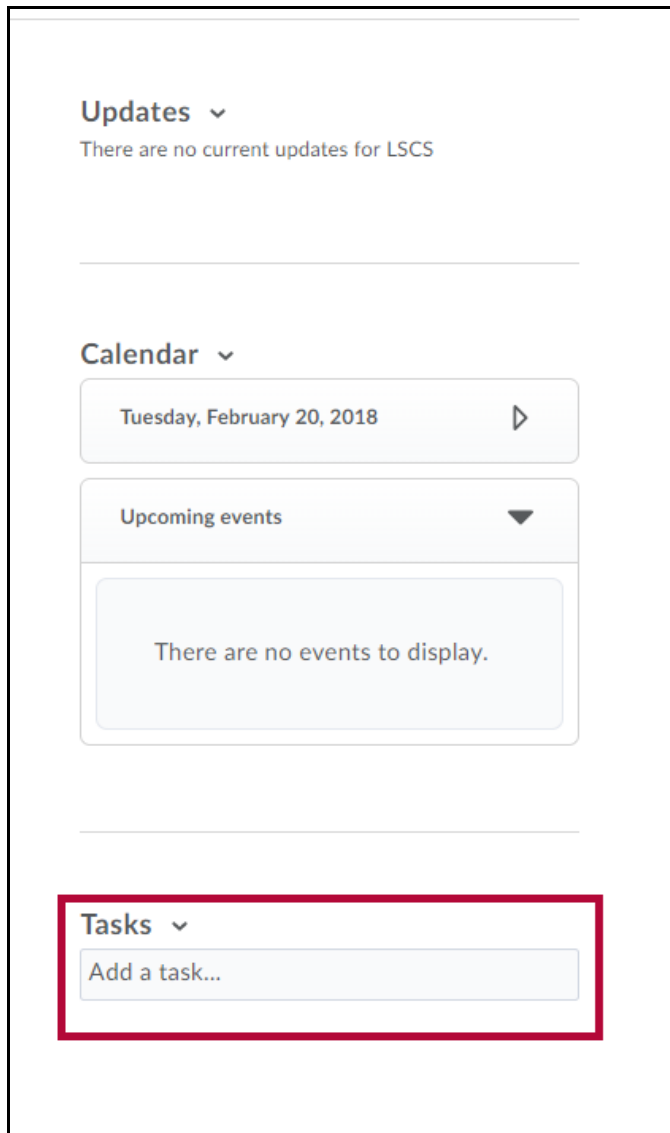 Updates
There are no current updates for LSCS
Calendar
Tuesday, February 20, 2018
Upcoming events
There are no events to display.
Tasks
Add a task...